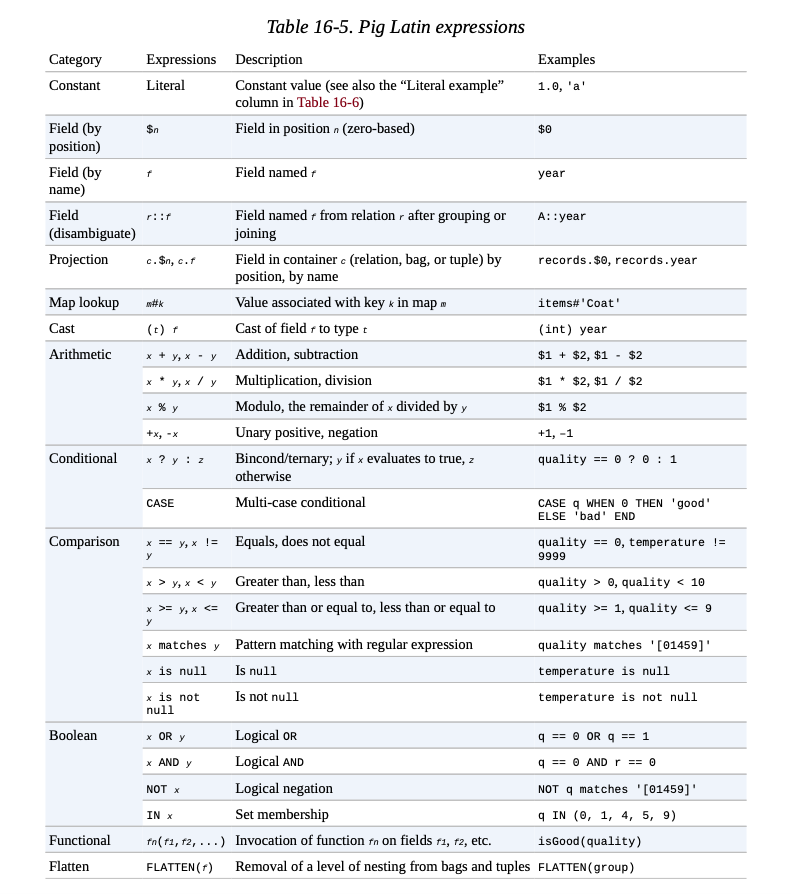 Table 16-5. Pig Latin expressions
Category Expressions Description Examples
Constant Literal Constant value (see also the “Literal example” 1.0, 'a'
column in Table 16-6)
Field (by $n Field in position n (zero-based) $0
position)
Field (by f Field named f year
name)
Field r::f Field named f from relation r after grouping or A::year
(disambiguate) joining
Projection c.$n, c.f Field in container c (relation, bag, or tuple) by records.$0, records.year
position, by name
Map lookup m#k Value associated with key k in map m items#'Coat'
Cast (t) f Cast of field f to type t (int) year
Arithmetic x + y, x - y Addition, subtraction $1 + $2, $1 - $2
x * y, x / y Multiplication, division $1 * $2, $1 / $2
x % y Modulo, the remainder of x divided by y $1 % $2
+x, -x Unary positive, negation +1, –1
Conditional x ? y : z Bincond/ternary; y if x evaluates to true, z quality == 0 ? 0 : 1
otherwise
CASE Multi-case conditional CASE q WHEN 0 THEN 'good'
ELSE 'bad' END
Comparison x == y, x != Equals, does not equal quality == 0, temperature !=
y 9999
x > y, x < y Greater than, less than quality > 0, quality < 10
x >= y, x <= Greater than or equal to, less than or equal to quality >= 1, quality <= 9
y
x matches y Pattern matching with regular expression quality matches '[01459]'
x is null Is null temperature is null
x is not Is not null temperature is not null
null
Boolean x OR y Logical OR q == 0 OR q == 1
x AND y Logical AND q == 0 AND r == 0
NOT x Logical negation NOT q matches '[01459]'
IN x Set membership q IN (0, 1, 4, 5, 9)
Functional fn(f1,f2,...) Invocation of function fn on fields f1, f2, etc. isGood(quality)
Flatten FLATTEN(f) Removal of a level of nesting from bags and tuples FLATTEN(group)